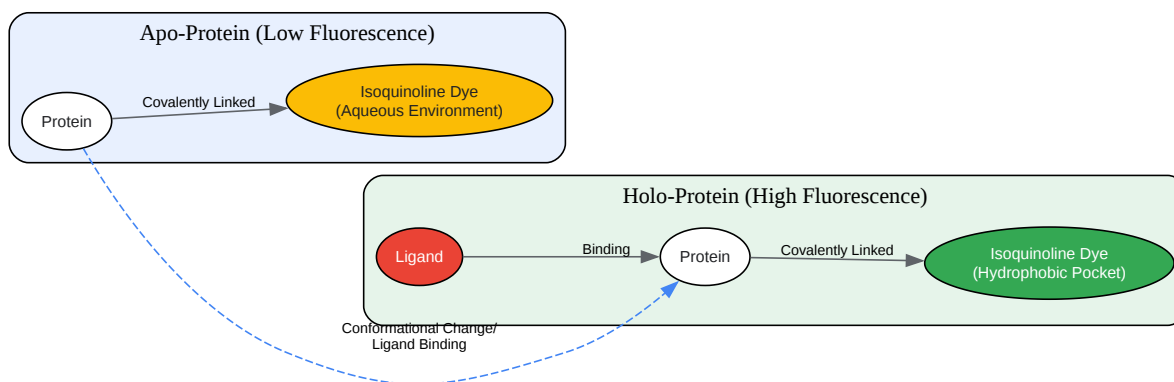 Apo-Protein (Low Fluorescence)
Protein
Covalently Linked
Isoquinoline Dye
(Aqueous Environment)
Holo-Protein (High Fluorescence)
Ligand
Binding
Protein
Covalently Linked
Isoquinoline Dye
(Hydrophobic Pocket)
Conformational Change/
Ligand Binding